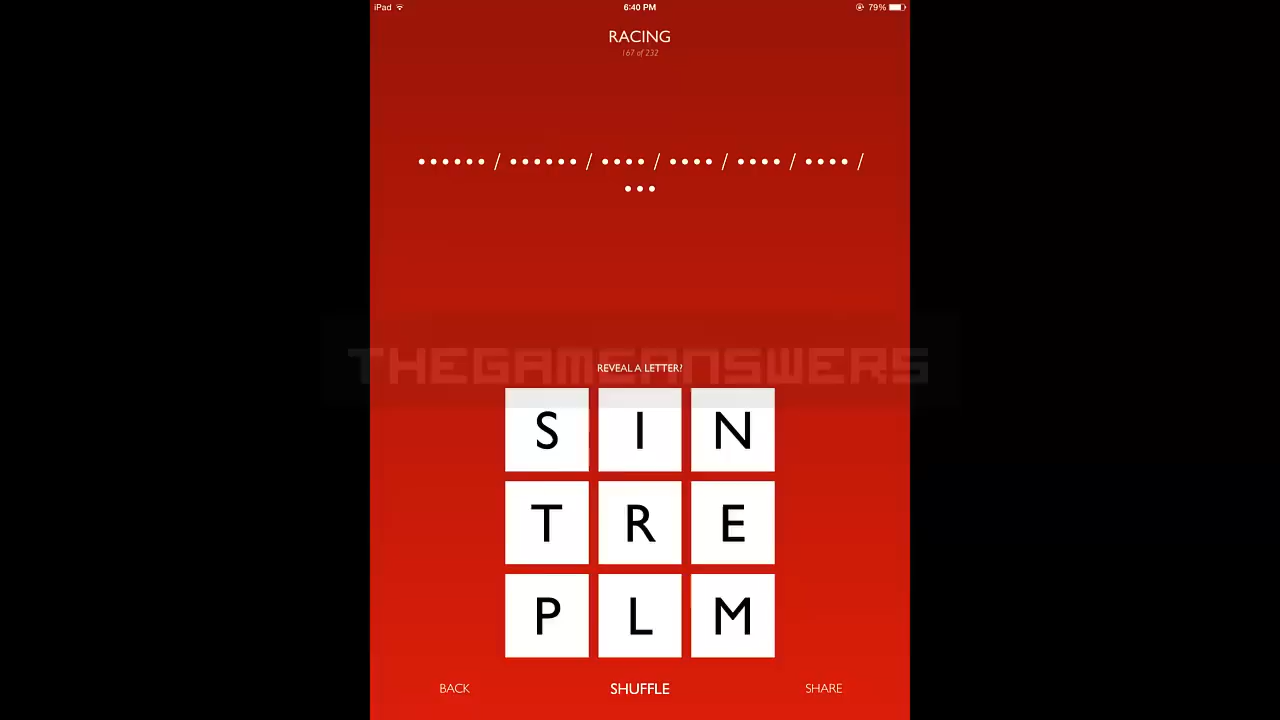 iPad 6:40 PM 79%
RACING
167 of 232
•••••• / •••••• / •••• / •••• / •••• / •••• /
•••
THEGAMEANSWERS
REVEAL A LETTER?
S I N
T R E
P L M
BACK SHUFFLE SHARE